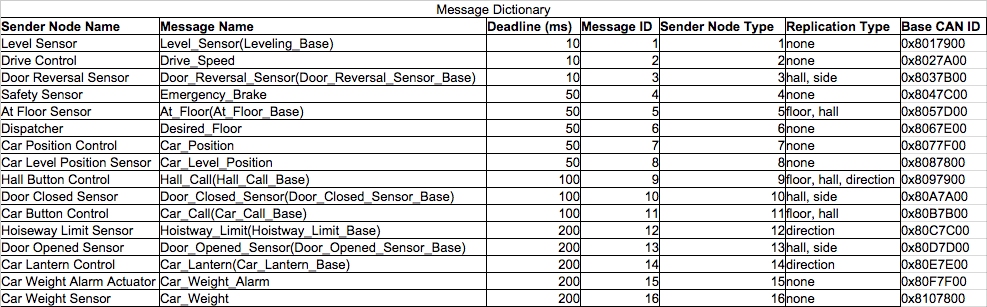 Message Dictionary
Sender Node Name Message Name Deadline (ms) Message ID Sender Node Type Replication Type Base CAN ID
Level Sensor Level_Sensor(Leveling_Base) 10 1 1 none 0x8017900
Drive Control Drive_Speed 10 2 2 none 0x8027A00
Door Reversal Sensor Door_Reversal_Sensor(Door_Reversal_Sensor_Base) 10 3 3 hall, side 0x8037B00
Safety Sensor Emergency_Brake 50 4 4 none 0x8047C00
At Floor Sensor At_Floor(At_Floor_Base) 50 5 5 floor, hall 0x8057D00
Dispatcher Desired_Floor 50 6 6 none 0x8067E00
Car Position Control Car_Position 50 7 7 none 0x8077F00
Car Level Position Sensor Car_Level_Position 50 8 8 none 0x8087800
Hall Button Control Hall_Call(Hall_Call_Base) 100 9 9 floor, hall, direction 0x8097900
Door Closed Sensor Door_Closed_Sensor(Door_Closed_Sensor_Base) 100 10 10 hall, side 0x80A7A00
Car Button Control Car_Call(Car_Call_Base) 100 11 11 floor, hall 0x80B7B00
Hoiseway Limit Sensor Hoistway_Limit(Hoistway_Limit_Base) 200 12 12 direction 0x80C7C00
Door Opened Sensor Door_Opened_Sensor(Door_Opened_Sensor_Base) 200 13 13 hall, side 0x80D7D00
Car Lantern Control Car_Lantern(Car_Lantern_Base) 200 14 14 direction 0x80E7E00
Car Weight Alarm Actuator Car_Weight_Alarm 200 15 15 none 0x80F7F00
Car Weight Sensor Car_Weight 200 16 16 none 0x8107800